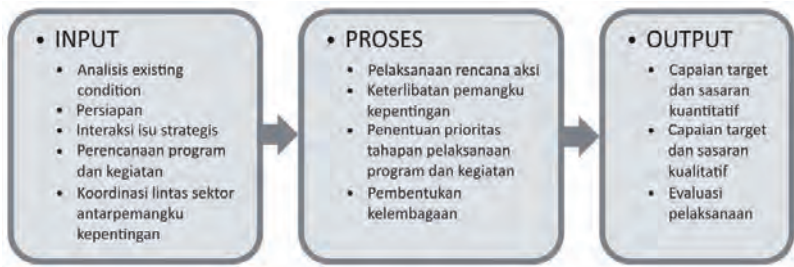 • INPUT
• Analisis existing
condition
• Persiapan
• Interaksi isu strategis
• Perencanaan program
dan kegiatan
• Koordinasi lintas sektor
antarpemangku
kepentingan
• PROSES
• Pelaksanaan rencana aksi
• Keterlibatan pemangku
kepentingan
• Penentuan prioritas
tahapan pelaksanaan
program dan kegiatan
• Pembentukan
kelembagaan
• OUTPUT
• Capaian target
dan sasaran
kuantitatif
• Capaian target
dan sasaran
kualitatif
• Evaluasi
pelaksanaan